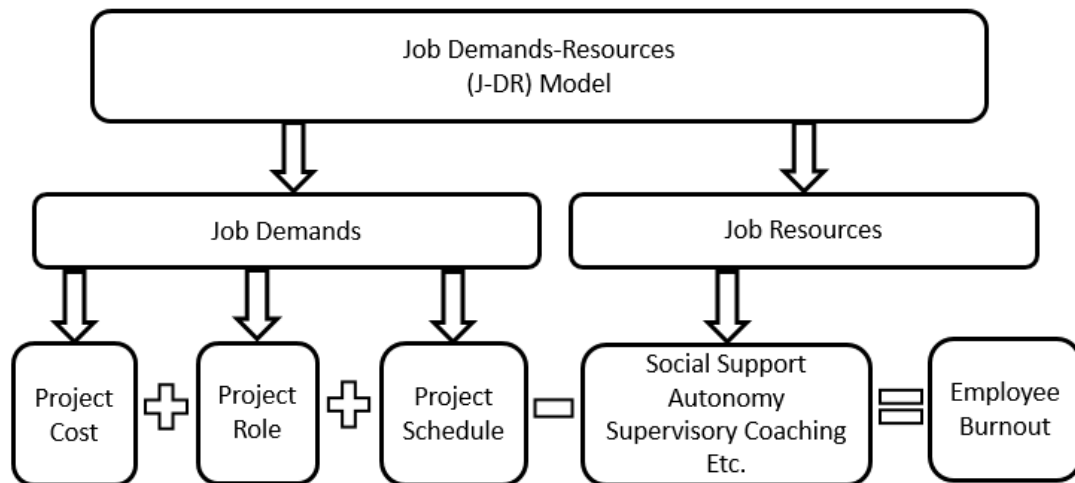 Job Demands-Resources
(J-DR) Model
Job Demands
Job Resources
Project
Cost
Project
Role
Project
Schedule
Social Support
Autonomy
Supervisory Coaching
Etc.
Employee
Burnout